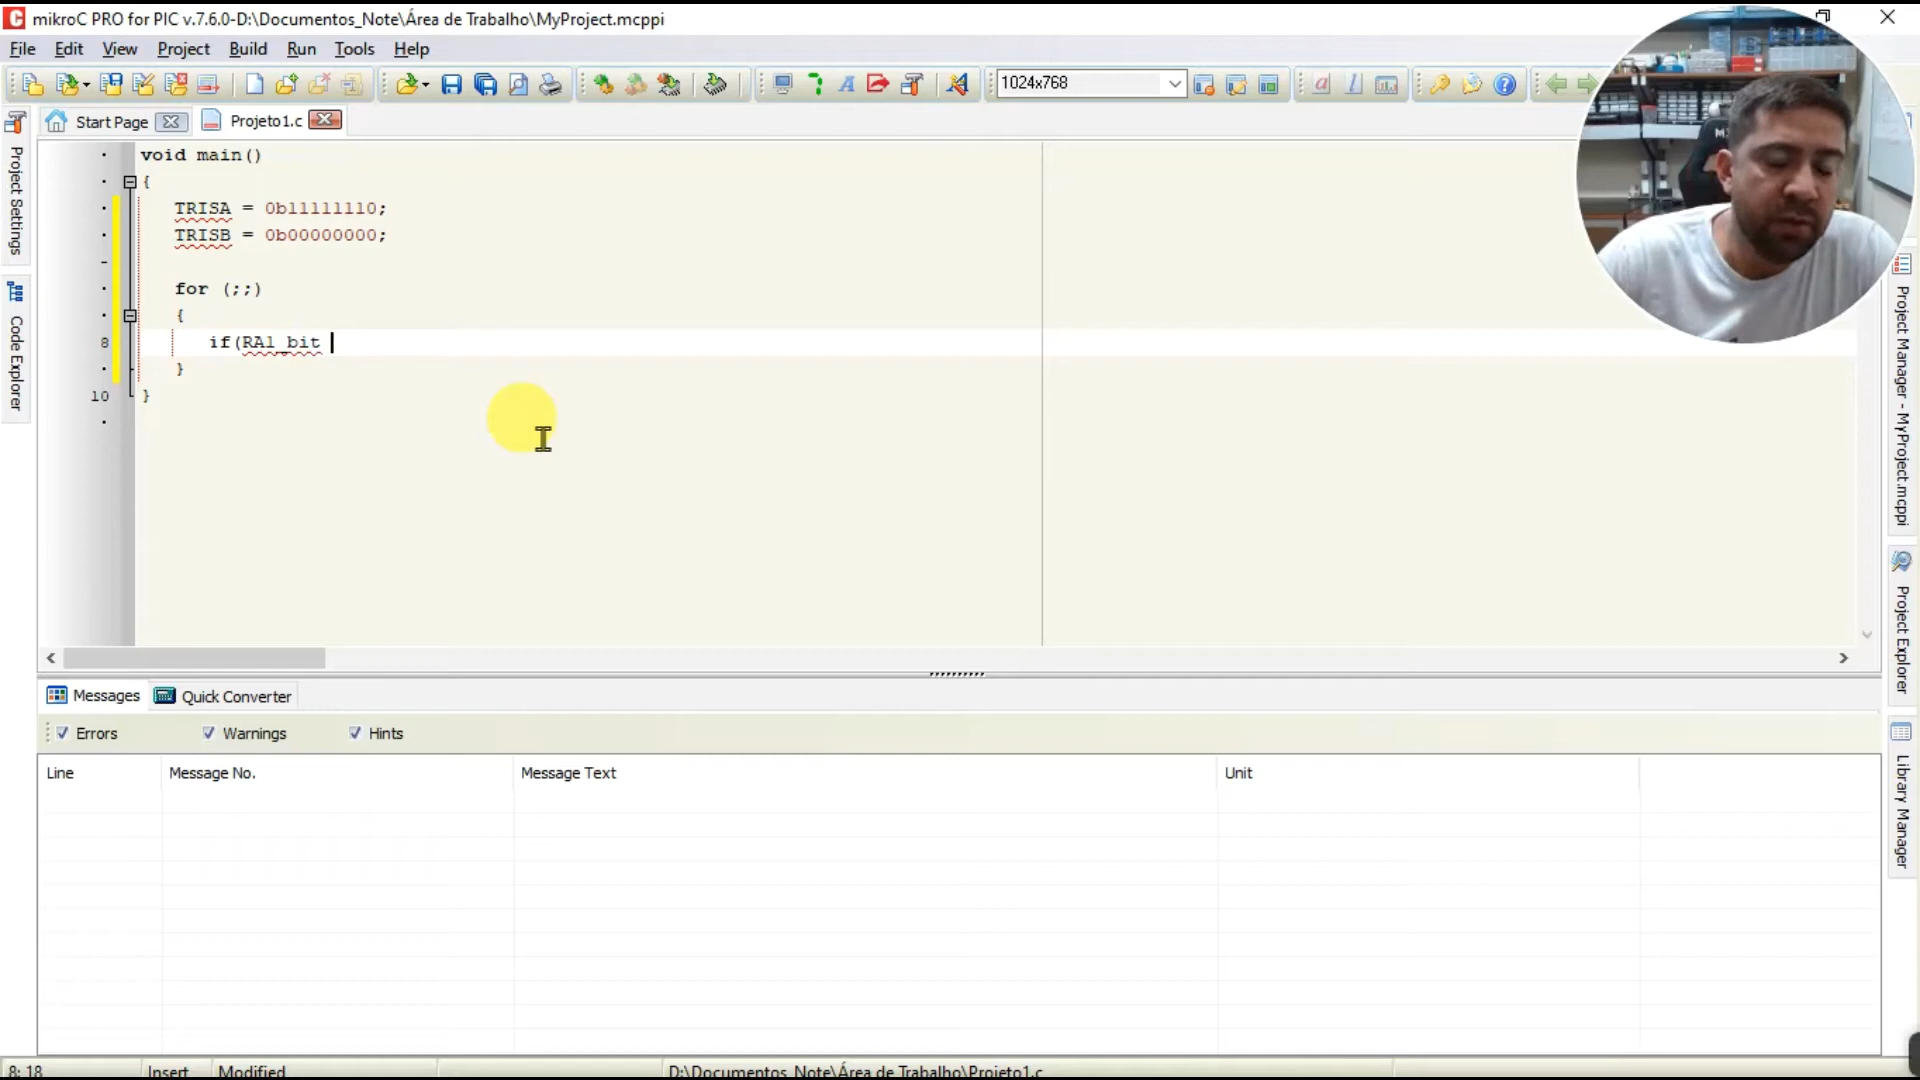 mikroC PRO for PIC v.7.6.0-D:\Documentos_Note\Área de Trabalho\MyProject.mcppi
File Edit View Project Build Run Tools Help
1024x768
Start Page Projeto1.c
Project Settings
Code Explorer
void main()
{
TRISA = 0b11111110;
TRISB = 0b00000000;
for (;;)
{
8 if(RA1_bit
}
10 }
Project Manager - MyProject.mcppi
Project Explorer
Library Manager
Messages Quick Converter
Errors Warnings Hints
Line Message No. Message Text Unit
8: 18 Insert Modified D:\Documentos_Note\Área de Trabalho\Projeto1.c